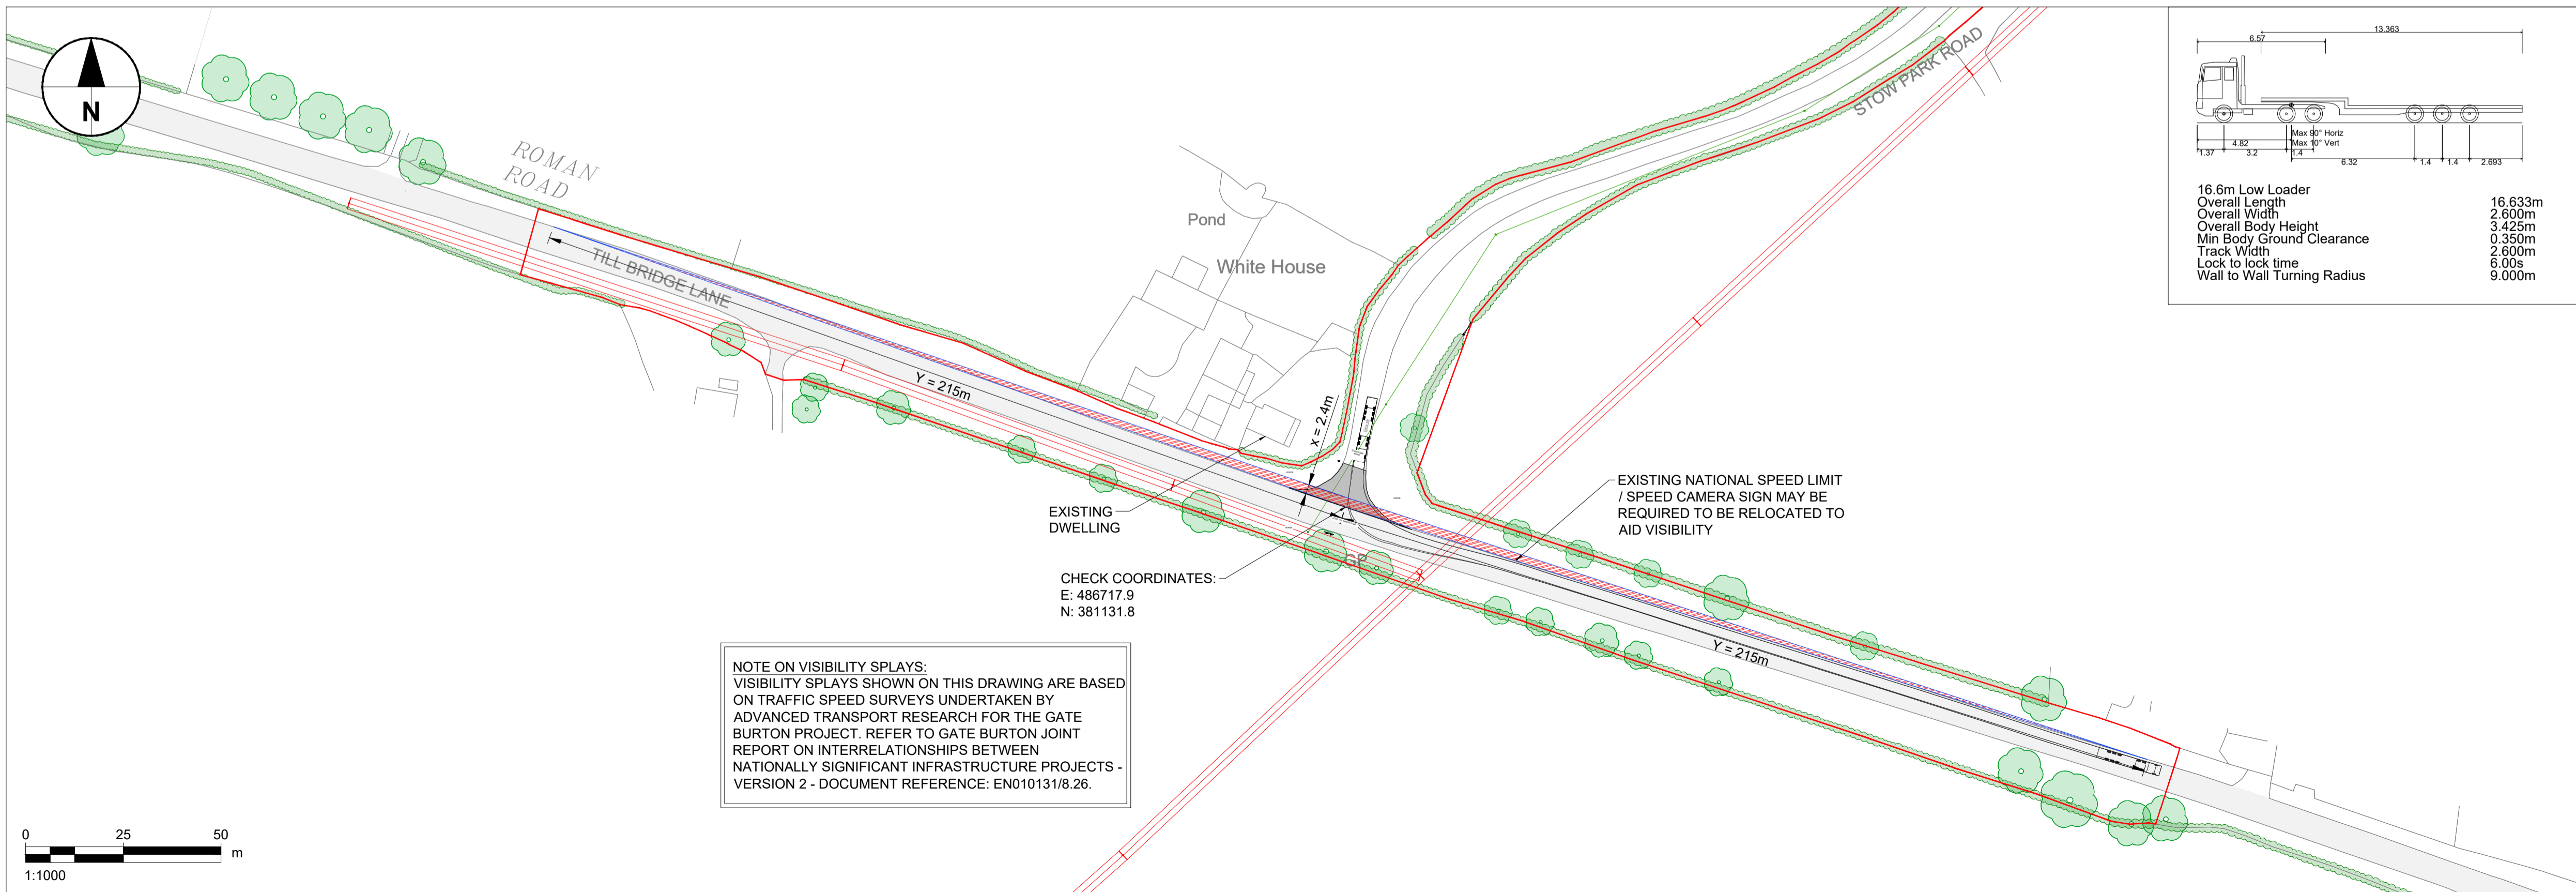 N
ROMAN
ROAD
TILL BRIDGE LANE
Pond
White House
STOW PARK ROAD
Y = 215m
x = 2.4m
EXISTING
DWELLING
GP
CHECK COORDINATES:
E: 486717.9
N: 381131.8
EXISTING NATIONAL SPEED LIMIT
/ SPEED CAMERA SIGN MAY BE
REQUIRED TO BE RELOCATED TO
AID VISIBILITY
Y = 215m
NOTE ON VISIBILITY SPLAYS:
VISIBILITY SPLAYS SHOWN ON THIS DRAWING ARE BASED
ON TRAFFIC SPEED SURVEYS UNDERTAKEN BY
ADVANCED TRANSPORT RESEARCH FOR THE GATE
BURTON PROJECT. REFER TO GATE BURTON JOINT
REPORT ON INTERRELATIONSHIPS BETWEEN
NATIONALLY SIGNIFICANT INFRASTRUCTURE PROJECTS -
VERSION 2 - DOCUMENT REFERENCE: EN010131/8.26.
0 25 50
m
1:1000
13.363
6.57
Max 90° Horiz
4.82 Max 10° Vert
1.37 3.2 1.4 6.32 1.4 1.4 2.693
16.6m Low Loader
Overall Length 16.633m
Overall Width 2.600m
Overall Body Height 3.425m
Min Body Ground Clearance 0.350m
Track Width 2.600m
Lock to lock time 6.00s
Wall to Wall Turning Radius 9.000m